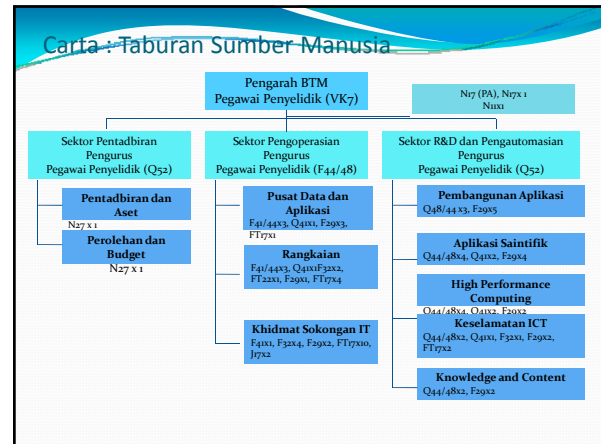 Carta : Taburan Sumber Manusia
Pengarah BTM
Pegawai Penyelidik (VK7)
N17 (PA), N17x 1
N11x1
Sektor Pentadbiran
Pengurus
Pegawai Penyelidik (Q52)
Pentadbiran dan
Aset
N27 x 1
Perolehan dan
Budget
N27 x 1
Sektor Pengoperasian
Pengurus
Pegawai Penyelidik (F44/48)
Pusat Data dan
Aplikasi
F41/44x3, Q41x1, F29x3,
FT17x1
Rangkaian
F41/44x3, Q41x1F32x2,
FT22x1, F29x1, FT17x4
Khidmat Sokongan IT
F41x1, F32x4, F29x2, FT17x10,
J17x2
Sektor R&D dan Pengautomasian
Pengurus
Pegawai Penyelidik (Q52)
Pembangunan Aplikasi
Q48/44 x3, F29x5
Aplikasi Saintifik
Q44/48x4, Q41x2, F29x4
High Performance
Computing
Q44/48x4, Q41x2, F29x2
Keselamatan ICT
Q44/48x2, Q41x1, F32x1, F29x2,
FT17x2
Knowledge and Content
Q44/48x2, F29x2